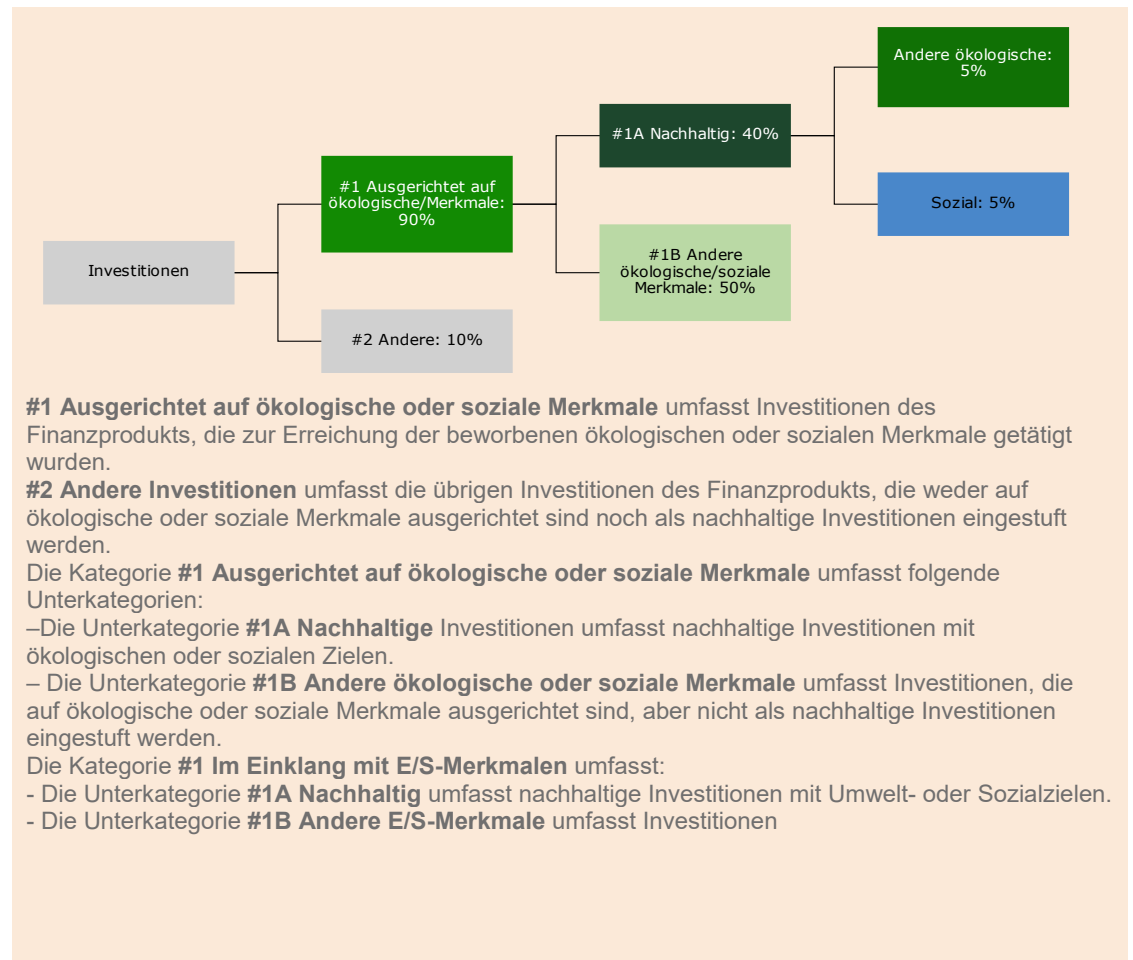 Andere ökologische:
5%
#1A Nachhaltig: 40%
#1 Ausgerichtet auf
ökologische/Merkmale:
90%
Sozial: 5%
#1B Andere
ökologische/soziale
Merkmale: 50%
Investitionen
#2 Andere: 10%
#1 Ausgerichtet auf ökologische oder soziale Merkmale umfasst Investitionen des
Finanzprodukts, die zur Erreichung der beworbenen ökologischen oder sozialen Merkmale getätigt
wurden.
#2 Andere Investitionen umfasst die übrigen Investitionen des Finanzprodukts, die weder auf
ökologische oder soziale Merkmale ausgerichtet sind noch als nachhaltige Investitionen eingestuft
werden.
Die Kategorie #1 Ausgerichtet auf ökologische oder soziale Merkmale umfasst folgende
Unterkategorien:
–Die Unterkategorie #1A Nachhaltige Investitionen umfasst nachhaltige Investitionen mit
ökologischen oder sozialen Zielen.
– Die Unterkategorie #1B Andere ökologische oder soziale Merkmale umfasst Investitionen, die
auf ökologische oder soziale Merkmale ausgerichtet sind, aber nicht als nachhaltige Investitionen
eingestuft werden.
Die Kategorie #1 Im Einklang mit E/S-Merkmalen umfasst:
- Die Unterkategorie #1A Nachhaltig umfasst nachhaltige Investitionen mit Umwelt- oder Sozialzielen.
- Die Unterkategorie #1B Andere E/S-Merkmale umfasst Investitionen